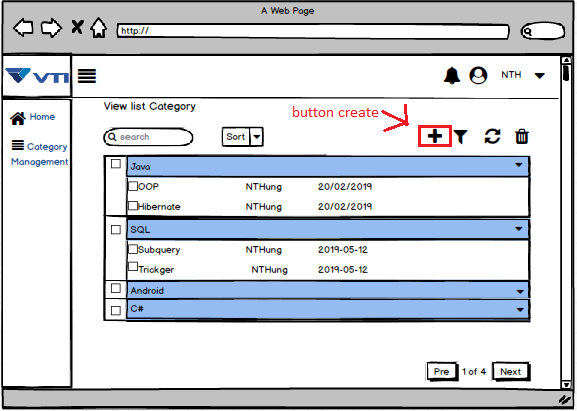 A Web Page
http://
VTI
NTH
Home
Category
Management
View list Category
button create
search
Sort
Java
OOP NTHung 20/02/2019
Hibernate NTHung 20/02/2019
SQL
Subquery NTHung 2019-05-12
Trickger NTHung 2019-05-12
Android
C#
Pre 1 of 4 Next